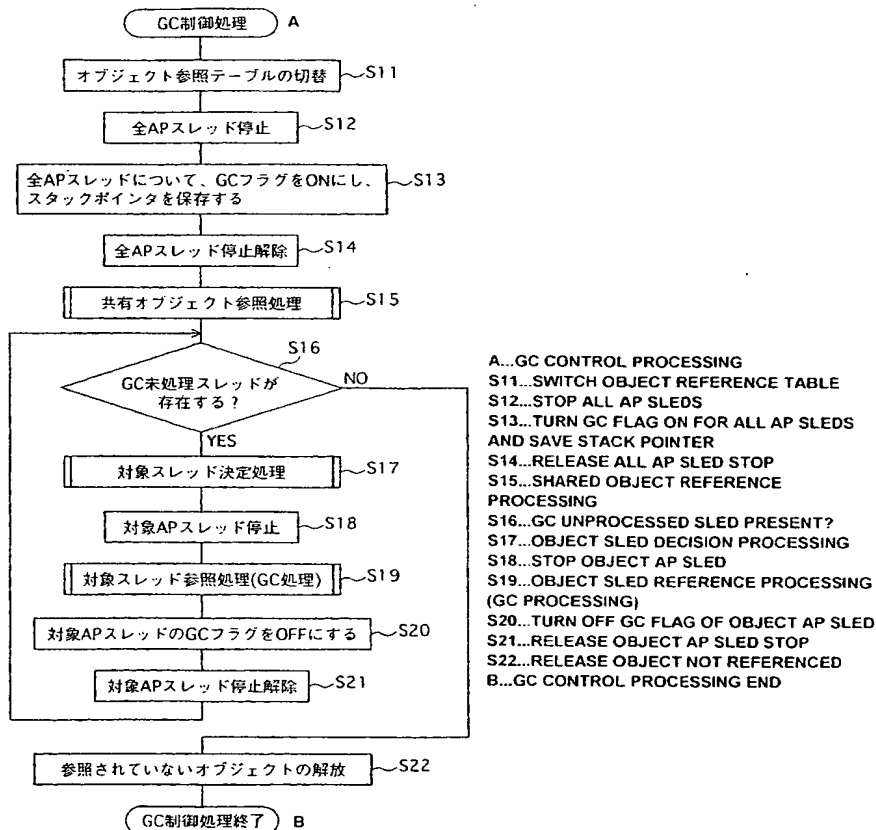 GC制御処理 A
オブジェクト参照テーブルの切替 S11
全APスレッド停止 S12
全APスレッドについて、GCフラグをONにし、
スタックポインタを保存する S13
全APスレッド停止解除 S14
共有オブジェクト参照処理 S15
S16
GC未処理スレッドが
存在する?
NO
YES
対象スレッド決定処理 S17
対象APスレッド停止 S18
対象スレッド参照処理(GC処理) S19
対象APスレッドのGCフラグをOFFにする S20
対象APスレッド停止解除 S21
参照されていないオブジェクトの解放 S22
GC制御処理終了 B
A...GC CONTROL PROCESSING
S11...SWITCH OBJECT REFERENCE TABLE
S12...STOP ALL AP SLEDS
S13...TURN GC FLAG ON FOR ALL AP SLEDS
AND SAVE STACK POINTER
S14...RELEASE ALL AP SLED STOP
S15...SHARED OBJECT REFERENCE
PROCESSING
S16...GC UNPROCESSED SLED PRESENT?
S17...OBJECT SLED DECISION PROCESSING
S18...STOP OBJECT AP SLED
S19...OBJECT SLED REFERENCE PROCESSING
(GC PROCESSING)
S20...TURN OFF GC FLAG OF OBJECT AP SLED
S21...RELEASE OBJECT AP SLED STOP
S22...RELEASE OBJECT NOT REFERENCED
B...GC CONTROL PROCESSING END